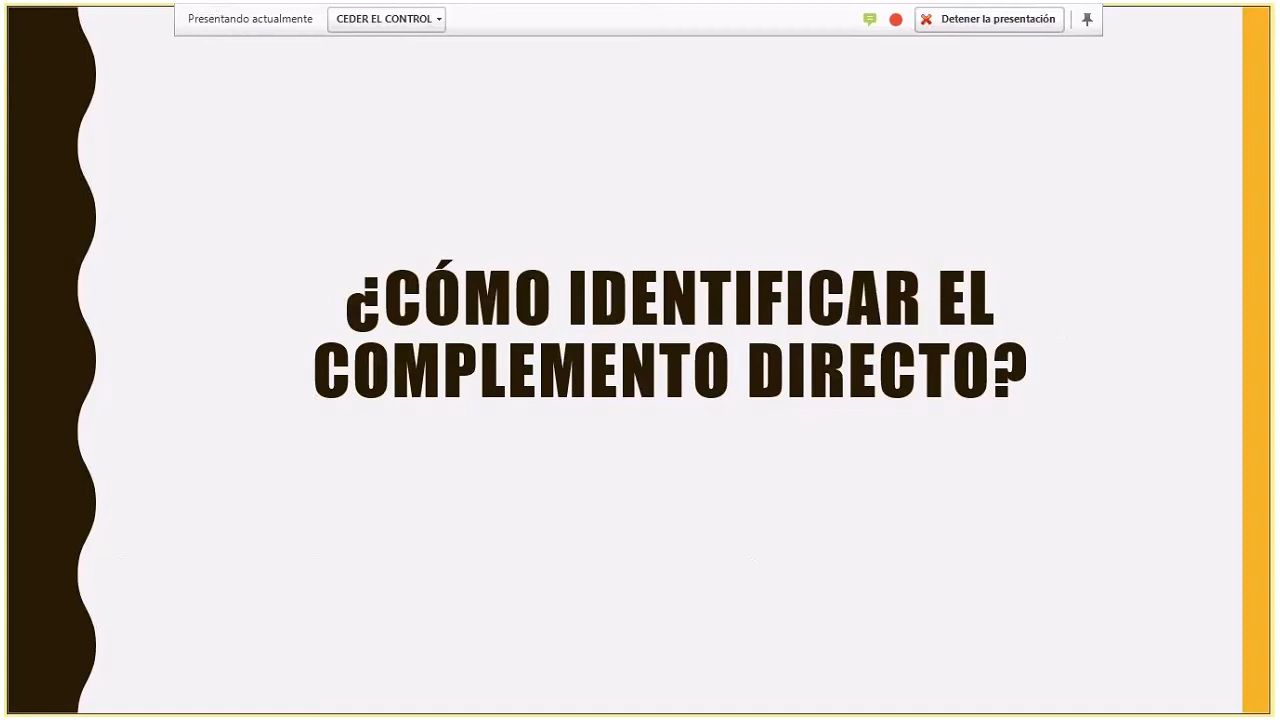 Presentando actualmente CEDER EL CONTROL Detener la presentación
¿CÓMO IDENTIFICAR EL
COMPLEMENTO DIRECTO?